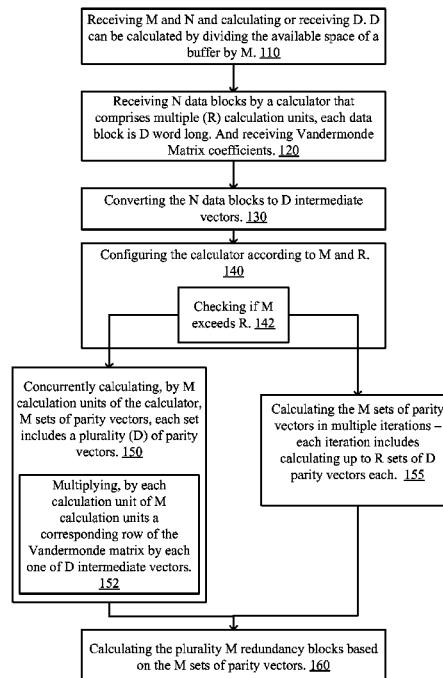 Receiving M and N and calculating or receiving D. D
can be calculated by dividing the available space of a
buffer by M. 110
Receiving N data blocks by a calculator that
comprises multiple (R) calculation units, each data
block is D word long. And receiving Vandermonde
Matrix coefficients. 120
Converting the N data blocks to D intermediate
vectors. 130
Configuring the calculator according to M and R.
140
Checking if M
exceeds R. 142
Concurrently calculating, by M
calculation units of the calculator,
M sets of parity vectors, each set
includes a plurality (D) of parity
vectors. 150
Multiplying, by each
calculation unit of M
calculation units a
corresponding row of the
Vandermonde matrix by each
one of D intermediate vectors.
152
Calculating the M sets of parity
vectors in multiple iterations –
each iteration includes
calculating up to R sets of D
parity vectors each. 155
Calculating the plurality M redundancy blocks based
on the M sets of parity vectors. 160